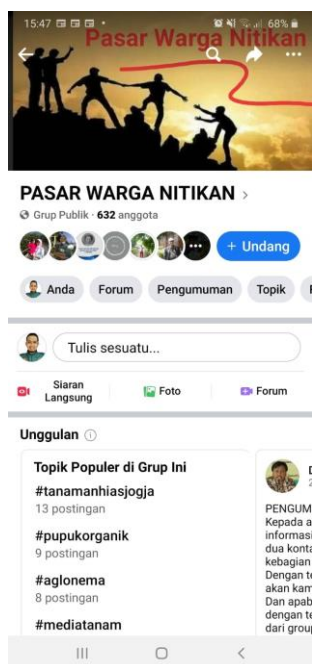 15:47
68%
Pasar Warga Nitikan
PASAR WARGA NITIKAN >
Grup Publik · 632 anggota
+ Undang
Anda
Forum
Pengumuman
Topik
Tulis sesuatu...
Siaran Langsung
Foto
Forum
Unggulan
Topik Populer di Grup Ini
#tanamanhiasjogja
13 postingan
#pupukorganik
9 postingan
#aglonema
8 postingan
#mediatanam
D
2
PENGUM
Kepada a
informasi
dua konta
kebagian
Dengan te
akan kam
Dan apab
dengan te
dari group